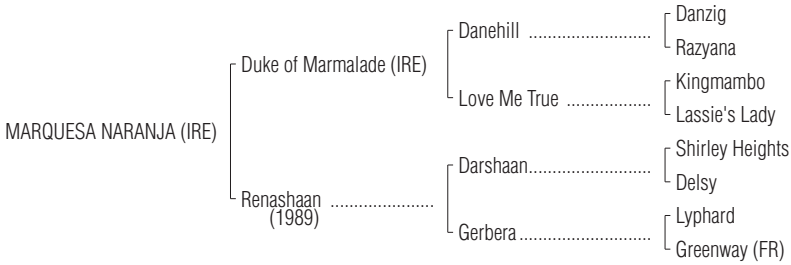 Danzig
Danehill ..........................
Razyana
Duke of Marmalade (IRE)
Kingmambo
Love Me True ..................
Lassie's Lady
MARQUESA NARANJA (IRE)
Shirley Heights
Darshaan..........................
Delsy
Renashaan ......................
(1989)
Lyphard
Gerbera ............................
Greenway (FR)